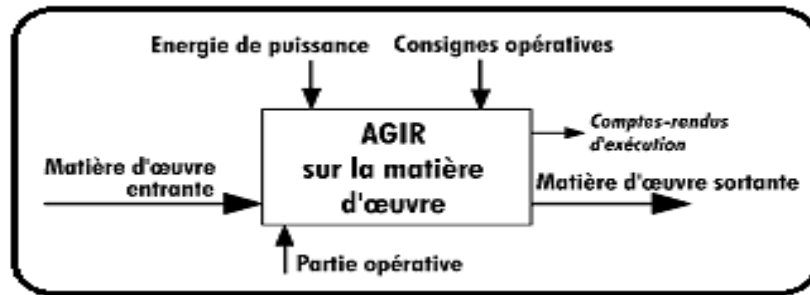 Energie de puissance
Consignes opératives
AGIR
sur la matière
d'œuvre
Comptes-rendus
d'exécution
Matière d'œuvre
entrante
Matière d'œuvre sortante
Partie opérative